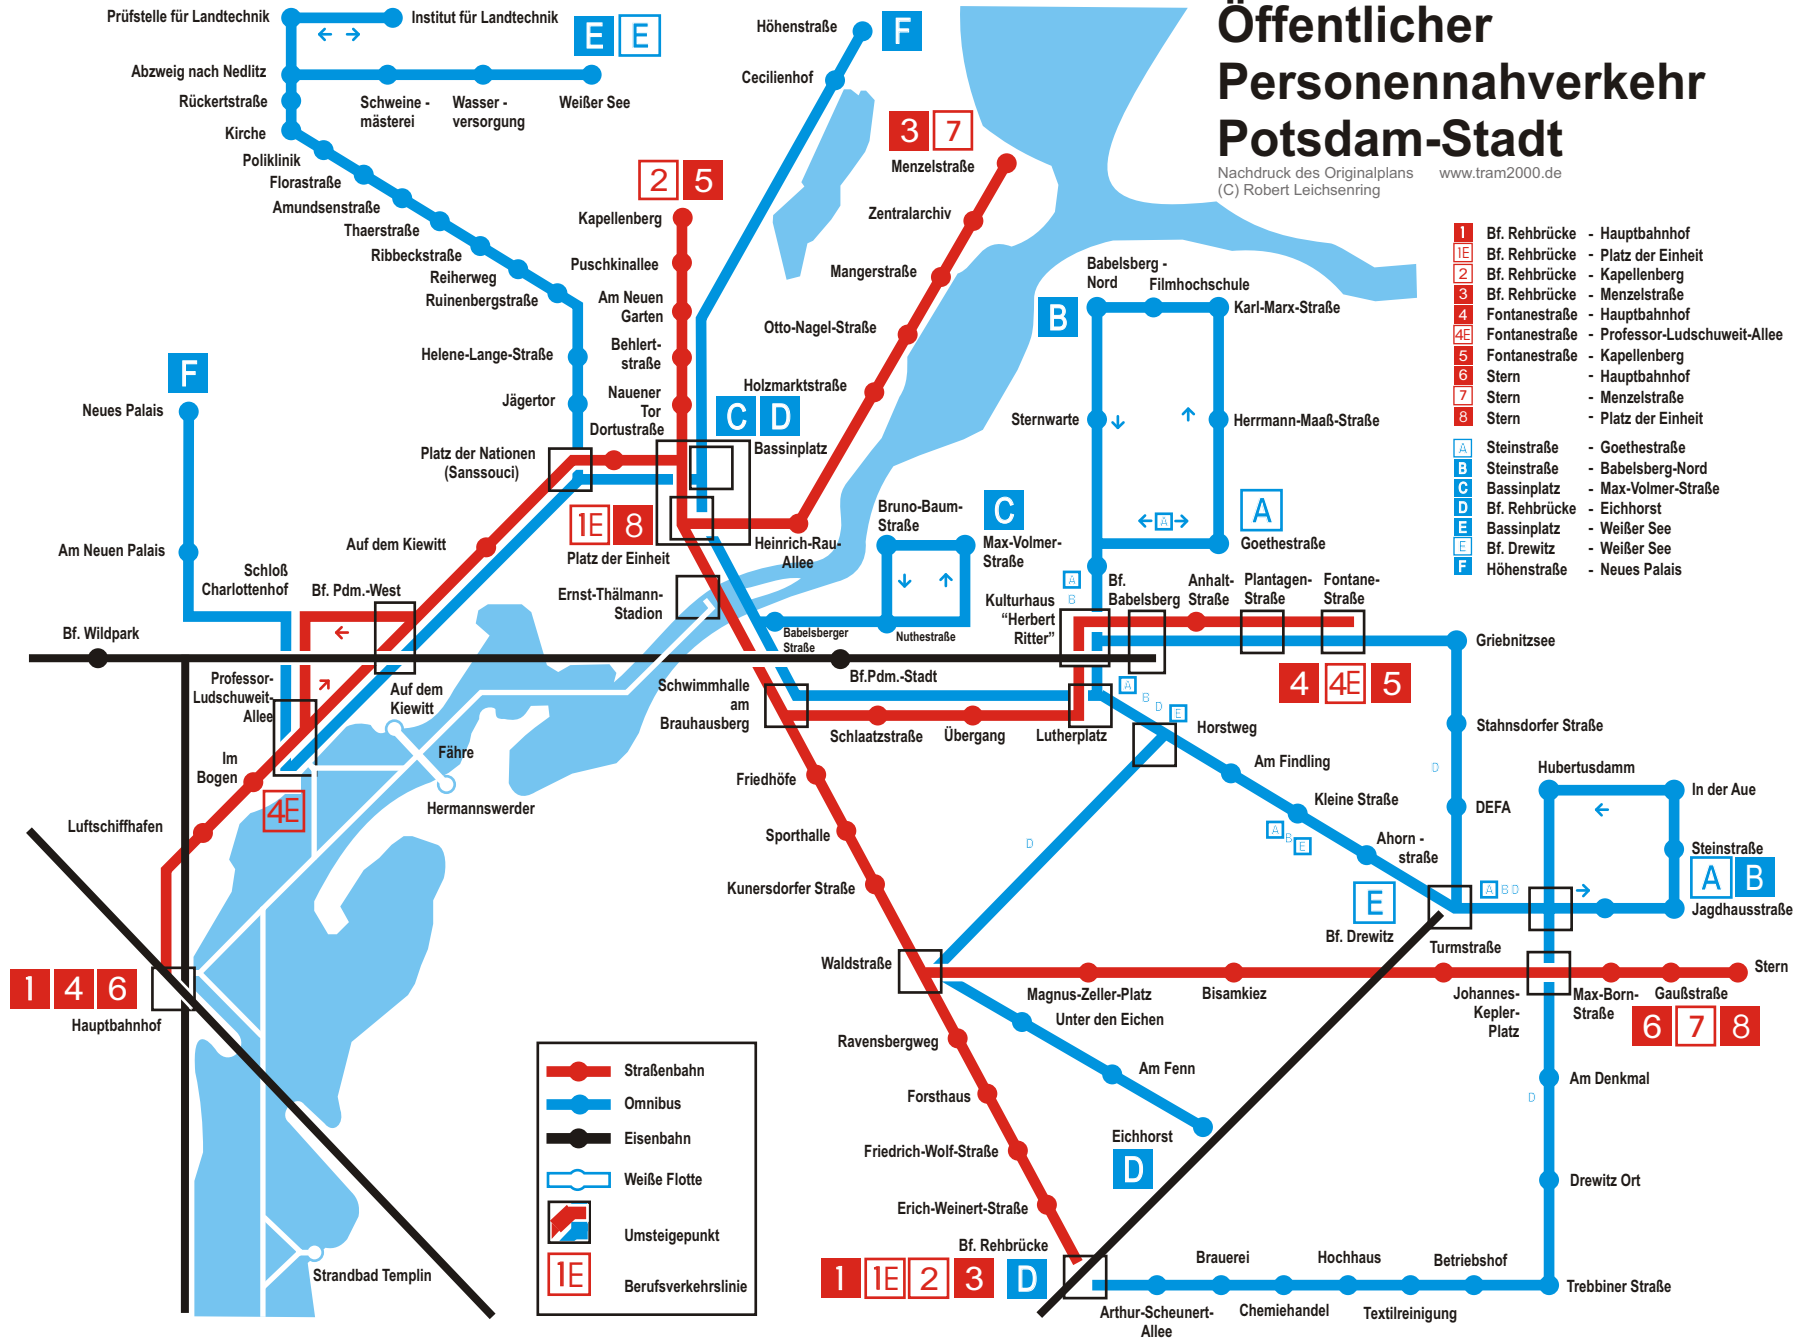 Öffentlicher
Personennahverkehr
Potsdam-Stadt
Nachdruck des Originalplans www.tram2000.de
(C) Robert Leichsenring
1 Bf. Rehbrücke - Hauptbahnhof
1E Bf. Rehbrücke - Platz der Einheit
2 Bf. Rehbrücke - Kapellenberg
3 Bf. Rehbrücke - Menzelstraße
4 Fontanestraße - Hauptbahnhof
4E Fontanestraße - Professor-Ludschuweit-Allee
5 Fontanestraße - Kapellenberg
6 Stern - Hauptbahnhof
7 Stern - Menzelstraße
8 Stern - Platz der Einheit
A Steinstraße - Goethestraße
B Steinstraße - Babelsberg-Nord
C Bassinplatz - Max-Volmer-Straße
D Bf. Rehbrücke - Eichhorst
E Bassinplatz - Weißer See
E Bf. Drewitz - Weißer See
F Höhenstraße - Neues Palais
Prüfstelle für Landtechnik
Institut für Landtechnik
E E
Abzweig nach Nedlitz
Rückertstraße
Schweine -
mästerei
Wasser -
versorgung
Weißer See
Kirche
Poliklinik
Florastraße
Amundsenstraße
Thaerstraße
Ribbeckstraße
Reiherweg
Ruinenbergstraße
Helene-Lange-Straße
Jägertor
Platz der Nationen
(Sanssouci)
Höhenstraße
F
Cecilienhof
3 7
Menzelstraße
Zentralarchiv
Mangerstraße
Otto-Nagel-Straße
Holzmarktstraße
2 5
Kapellenberg
Puschkinallee
Am Neuen
Garten
Behlert-
straße
Nauener
Tor
Dortustraße
C D
Bassinplatz
1E 8
Platz der Einheit
Heinrich-Rau-
Allee
F
Neues Palais
Am Neuen Palais
Schloß
Charlottenhof
Auf dem Kiewitt
Bf. Pdm.-West
Bf. Wildpark
Professor-
Ludschuweit-
Allee
Auf dem
Kiewitt
Im
Bogen
4E
Luftschiffhafen
Fähre
Hermannswerder
1 4 6
Hauptbahnhof
Strandbad Templin
Ernst-Thälmann-
Stadion
Bruno-Baum-
Straße
C
Max-Volmer-
Straße
Babelsberger
Straße
Nuthestraße
Bf.Pdm.-Stadt
Schwimmhalle
am
Brauhausberg
Schlaatzstraße
Übergang
Lutherplatz
Babelsberg -
Nord
Filmhochschule
B
Karl-Marx-Straße
Sternwarte
Herrmann-Maaß-Straße
A
A
Goethestraße
A
B
Bf.
Babelsberg
Kulturhaus
“Herbert
Ritter”
Anhalt-
Straße
Plantagen-
Straße
Fontane-
Straße
Griebnitzsee
4 4E 5
A
B
D
E
Horstweg
Am Findling
Kleine Straße
A
B
E
Ahorn -
straße
Stahnsdorfer Straße
D
DEFA
D
E
Bf. Drewitz
Turmstraße
A B D
Hubertusdamm
In der Aue
Steinstraße
A B
Jagdhausstraße
Friedhöfe
Sporthalle
Kunersdorfer Straße
Waldstraße
Magnus-Zeller-Platz
Bisamkiez
Johannes-
Kepler-
Platz
Max-Born-
Straße
Gaußstraße
Stern
6 7 8
Unter den Eichen
Am Fenn
Eichhorst
D
Ravensbergweg
Forsthaus
Friedrich-Wolf-Straße
Erich-Weinert-Straße
Bf. Rehbrücke
1 1E 2 3 D
Am Denkmal
D
Drewitz Ort
Trebbiner Straße
Arthur-Scheunert-
Allee
Brauerei
Chemiehandel
Hochhaus
Textilreinigung
Betriebshof
Straßenbahn
Omnibus
Eisenbahn
Weiße Flotte
Umsteigepunkt
1E Berufsverkehrslinie